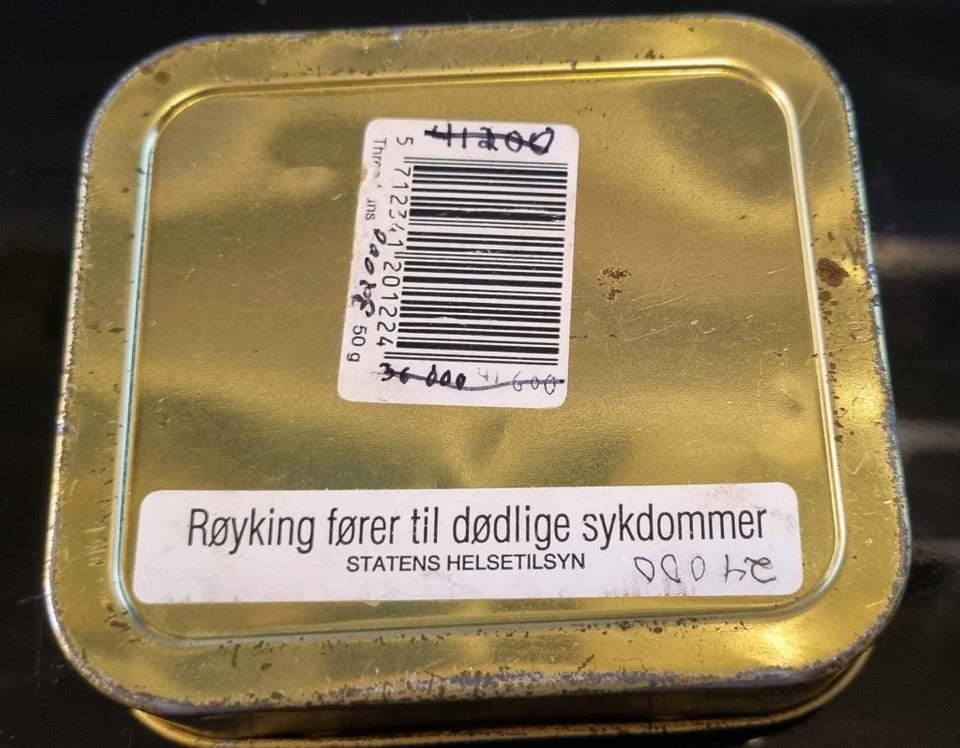 41200
5 712341 201224
50 g
36 000 41 600
Røyking fører til dødlige sykdommer
STATENS HELSETILSYN
24 000